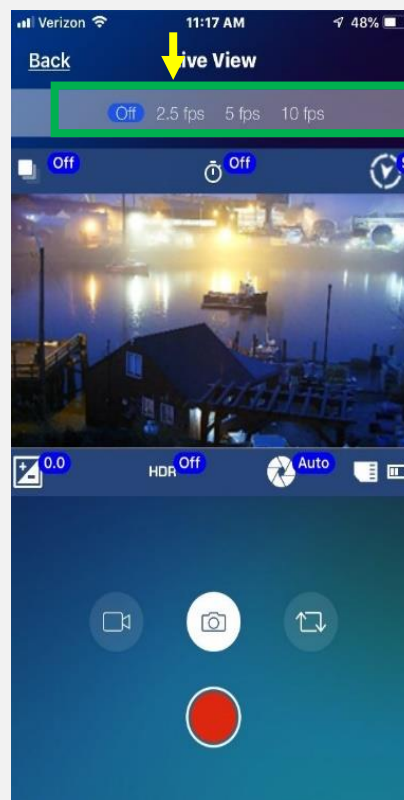 Verizon 11:17 AM 48%
Back ive View
Off 2.5 fps 5 fps 10 fps
Off Off
0.0 HDR Off Auto